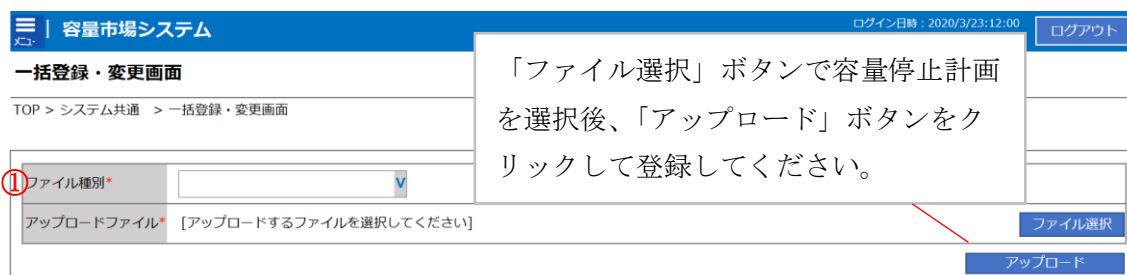 メニュー 容量市場システム ログイン日時：2020/3/23:12:00 ログアウト
一括登録・変更画面
TOP > システム共通 > 一括登録・変更画面
「ファイル選択」ボタンで容量停止計画
を選択後、「アップロード」ボタンをク
リックして登録してください。
① ファイル種別* V
アップロードファイル* [アップロードするファイルを選択してください] ファイル選択
アップロード